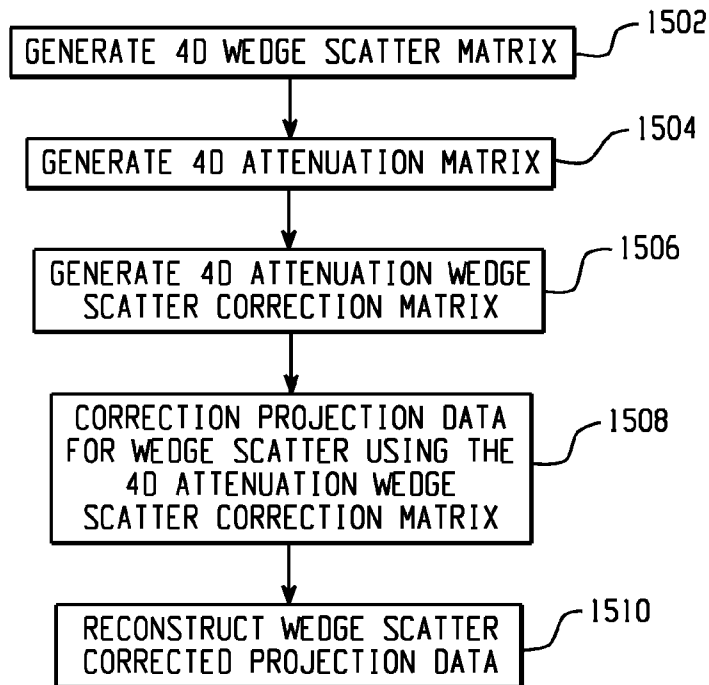 1502
GENERATE 4D WEDGE SCATTER MATRIX
1504
GENERATE 4D ATTENUATION MATRIX
1506
GENERATE 4D ATTENUATION WEDGE
SCATTER CORRECTION MATRIX
1508
CORRECTION PROJECTION DATA
FOR WEDGE SCATTER USING THE
4D ATTENUATION WEDGE
SCATTER CORRECTION MATRIX
1510
RECONSTRUCT WEDGE SCATTER
CORRECTED PROJECTION DATA